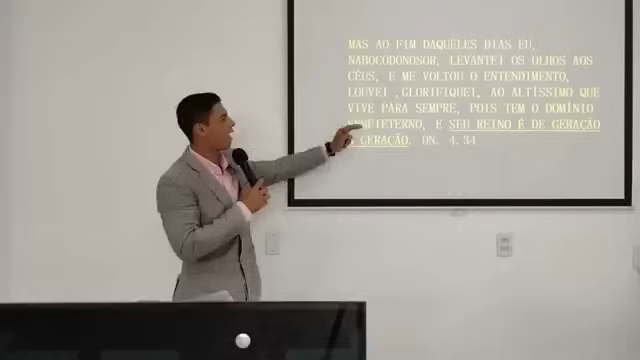 MAS AO FIM DAQUELES DIAS EU,
NABOCODONOSOR, LEVANTEI OS OLHOS AOS
CÉUS, E ME VOLTOU O ENTENDIMENTO,
LOUVEI ,GLORIFIQUEI, AO ALTÍSSIMO QUE
VIVE PARA SEMPRE, POIS TEM O DOMÍNIO
E SEU REINO É DE GERAÇÃO
GERAÇÃO. DN. 4.34